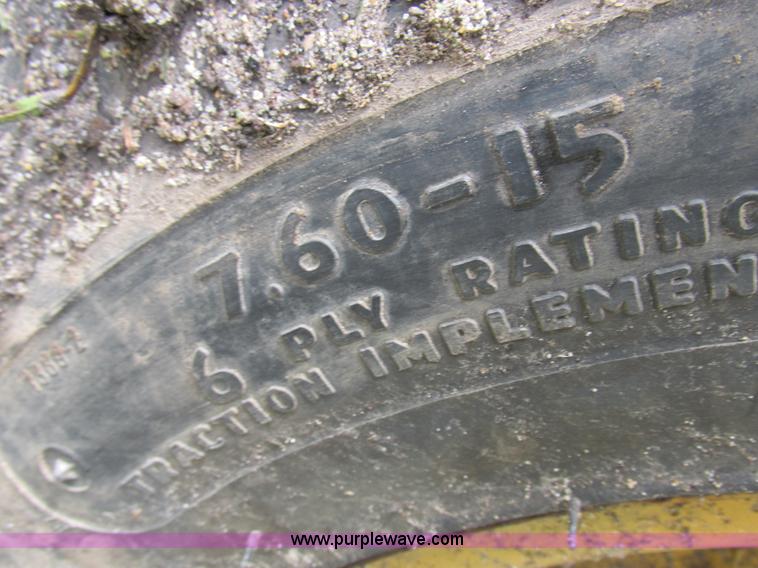 7.60-15
6 PLY RATING
TRACTION IMPLEMEN
www.purplewave.com